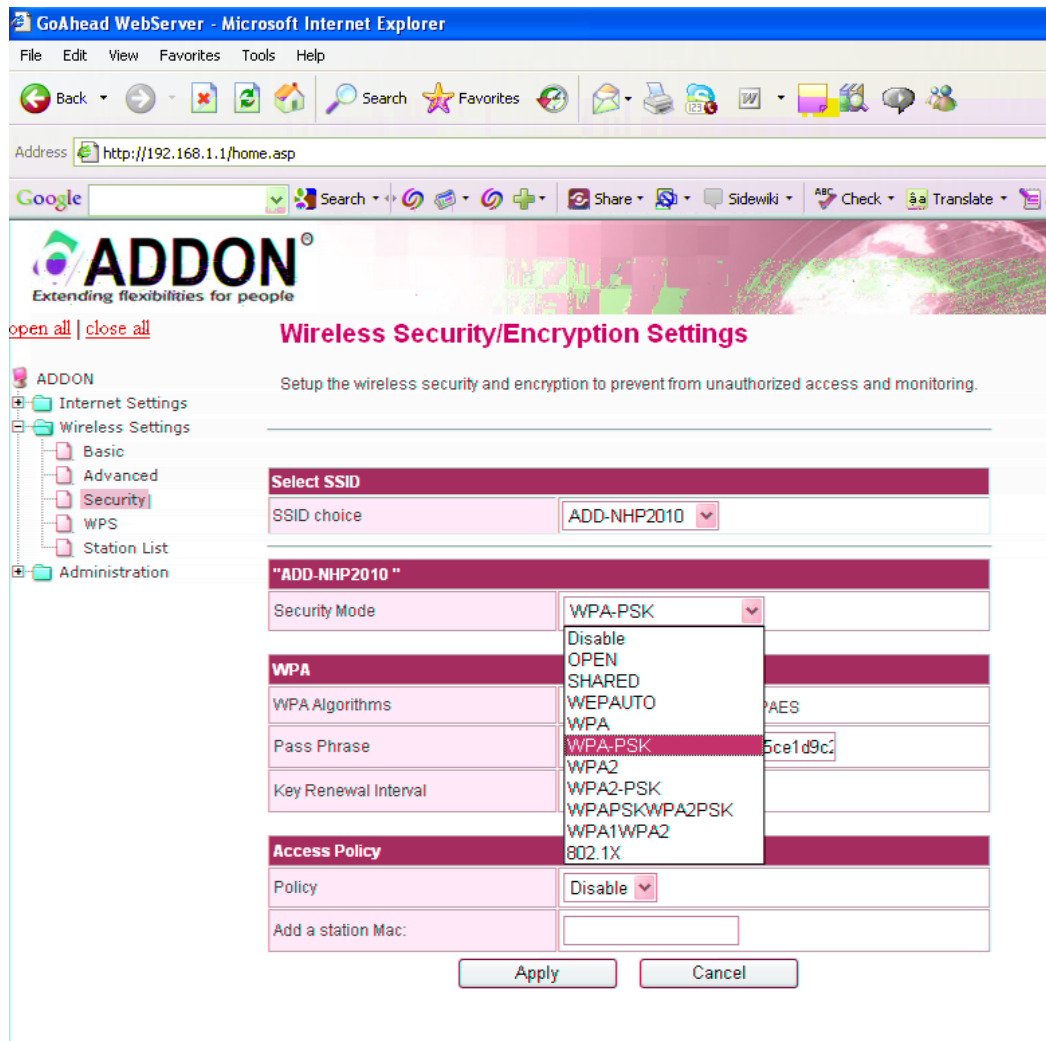 GoAhead WebServer - Microsoft Internet Explorer
File Edit View Favorites Tools Help
Back Search Favorites
Address http://192.168.1.1/home.asp
Google Search Share Sidewiki Check Translate
ADDON®
Extending flexibilities for people
open all | close all
Wireless Security/Encryption Settings
ADDON
Setup the wireless security and encryption to prevent from unauthorized access and monitoring.
Internet Settings
Wireless Settings
Basic
Advanced
Security
WPS
Station List
Administration
Select SSID
SSID choice ADD-NHP2010
"ADD-NHP2010 "
Security Mode WPA-PSK
Disable
OPEN
SHARED
WEPAUTO
WPA
WPA-PSK
WPA2
WPA2-PSK
WPAPSKWPA2PSK
WPA1WPA2
802.1X
WPA
WPA Algorithms PAES
Pass Phrase 5ce1d9c2
Key Renewal Interval
Access Policy
Policy Disable
Add a station Mac:
Apply Cancel